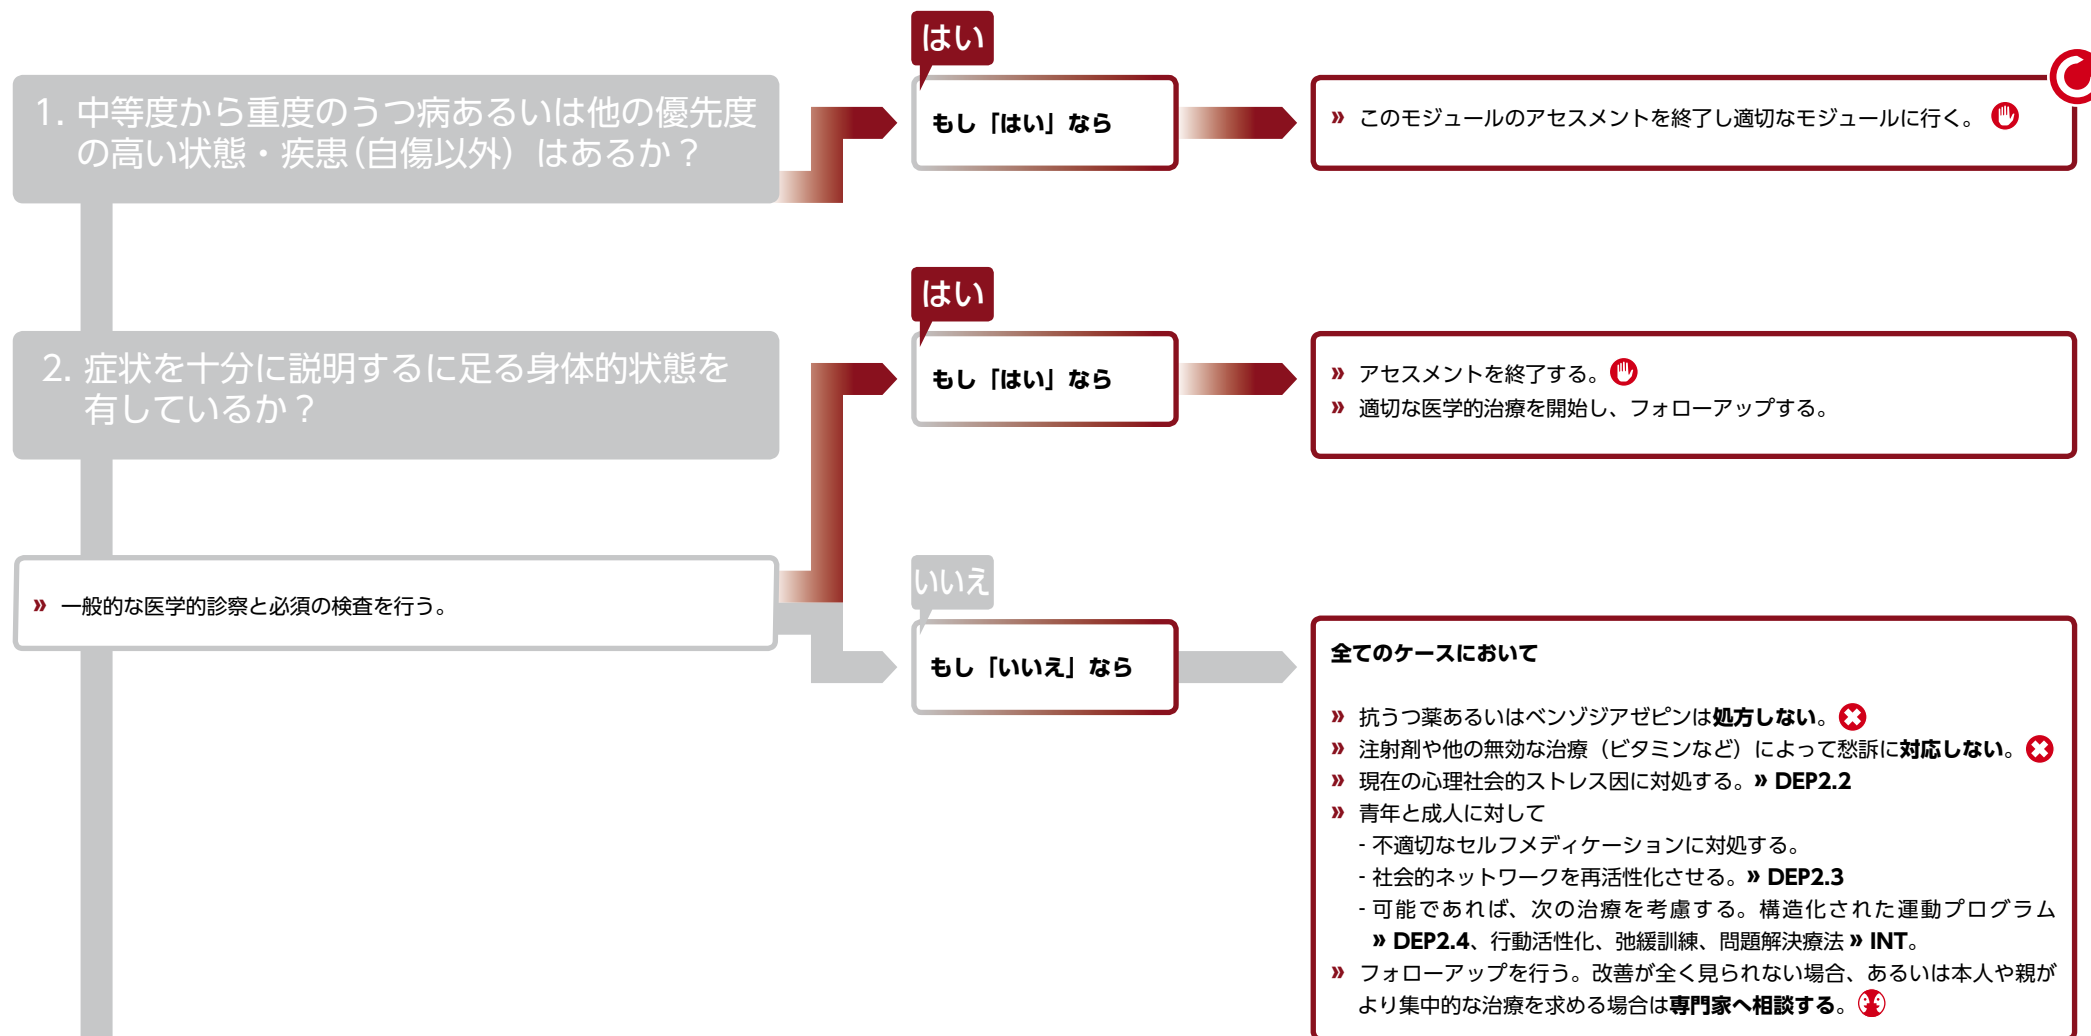 はい
1. 中等度から重度のうつ病あるいは他の優先度
の高い状態・疾患(自傷以外）はあるか？
もし「はい」なら
» このモジュールのアセスメントを終了し適切なモジュールに行く。
はい
2. 症状を十分に説明するに足る身体的状態を
有しているか？
もし「はい」なら
» アセスメントを終了する。
» 適切な医学的治療を開始し、フォローアップする。
» 一般的な医学的診察と必須の検査を行う。
いいえ
もし「いいえ」なら
全てのケースにおいて
» 抗うつ薬あるいはベンゾジアゼピンは処方しない。
» 注射剤や他の無効な治療（ビタミンなど）によって愁訴に対応しない。
» 現在の心理社会的ストレス因に対処する。» DEP2.2
» 青年と成人に対して
- 不適切なセルフメディケーションに対処する。
- 社会的ネットワークを再活性化させる。» DEP2.3
- 可能であれば、次の治療を考慮する。構造化された運動プログラム
» DEP2.4、行動活性化、弛緩訓練、問題解決療法 » INT。
» フォローアップを行う。改善が全く見られない場合、あるいは本人や親が
より集中的な治療を求める場合は専門家へ相談する。